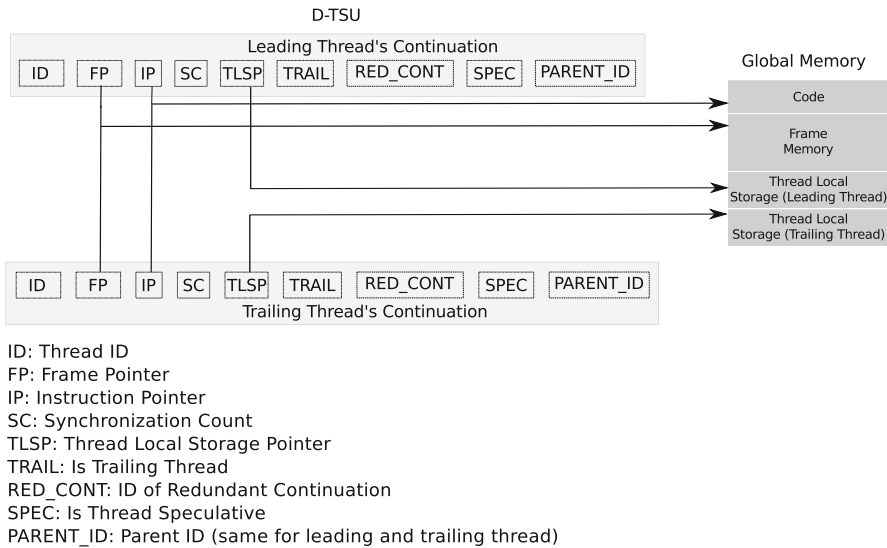 D-TSU
Leading Thread's Continuation
ID FP IP SC TLSP TRAIL RED_CONT SPEC PARENT_ID
Global Memory
Code
Frame
Memory
Thread Local
Storage (Leading Thread)
Thread Local
Storage (Trailing Thread)
ID FP IP SC TLSP TRAIL RED_CONT SPEC PARENT_ID
Trailing Thread's Continuation
ID: Thread ID
FP: Frame Pointer
IP: Instruction Pointer
SC: Synchronization Count
TLSP: Thread Local Storage Pointer
TRAIL: Is Trailing Thread
RED_CONT: ID of Redundant Continuation
SPEC: Is Thread Speculative
PARENT_ID: Parent ID (same for leading and trailing thread)